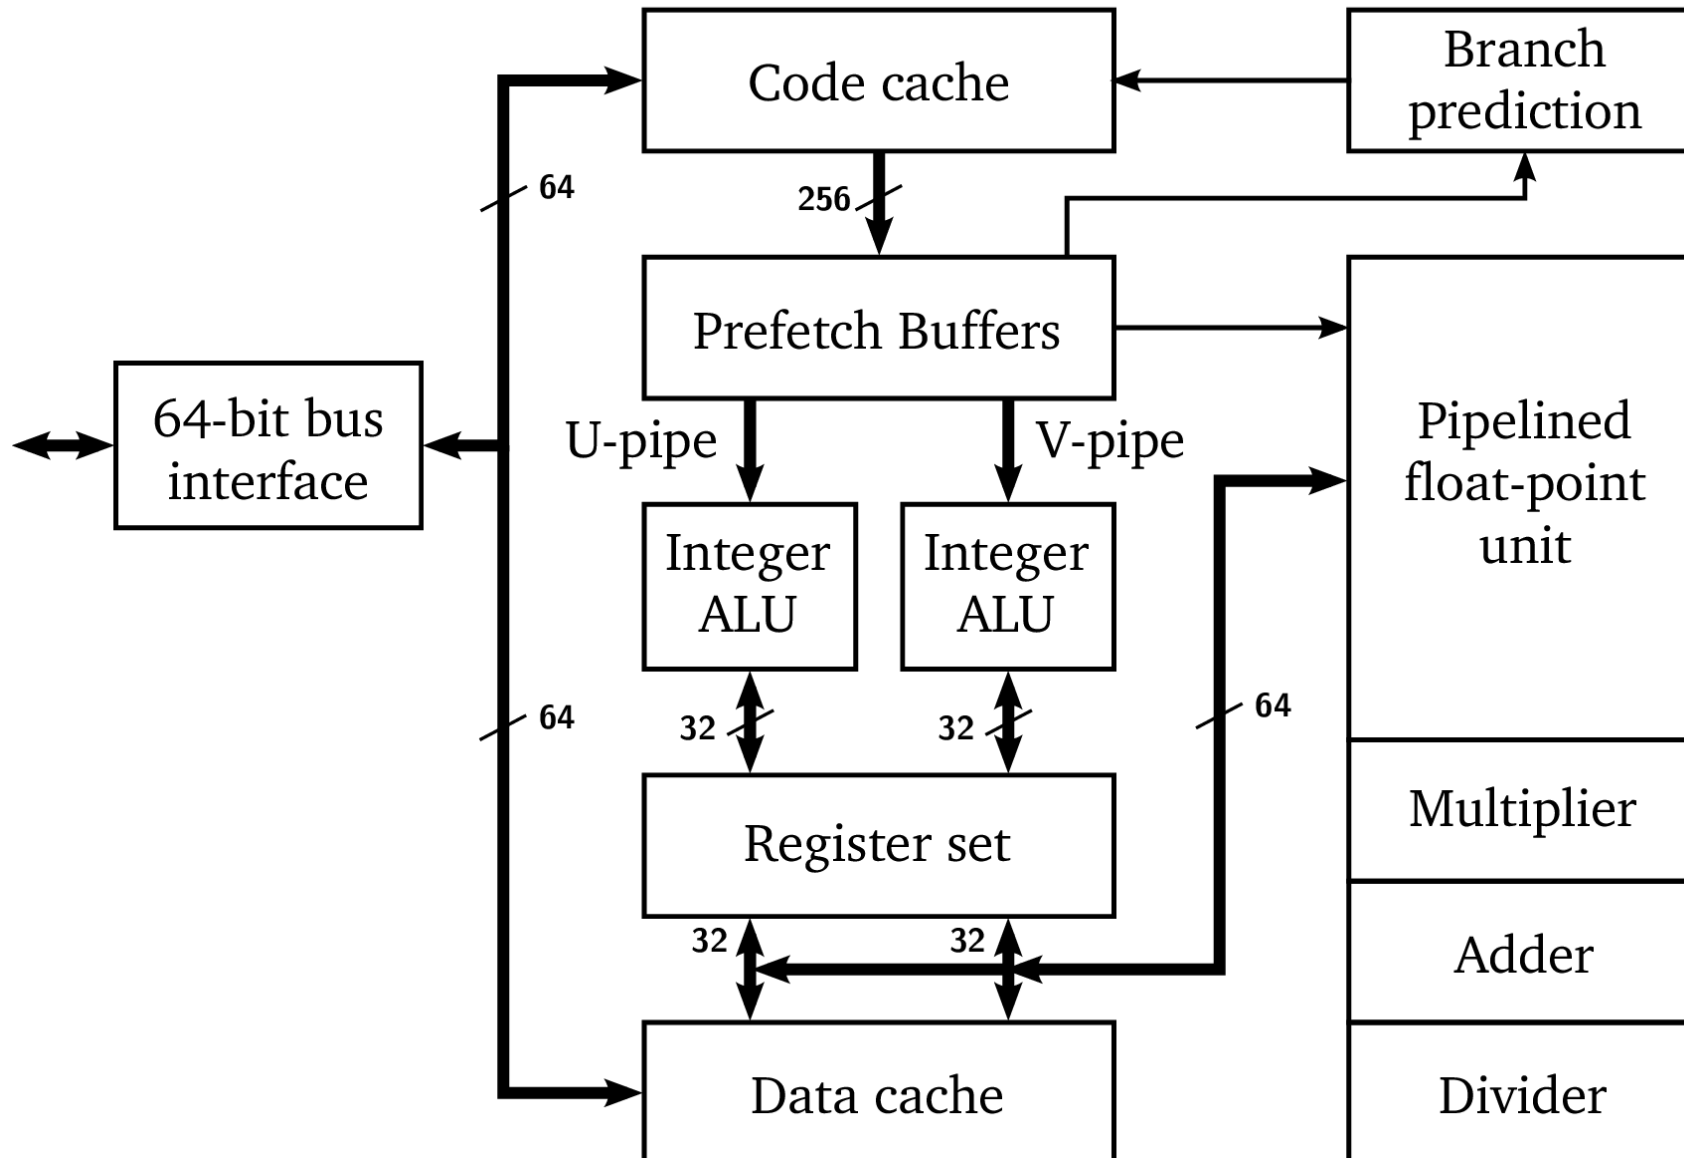 Code cache
Branch
prediction
64
256
Prefetch Buffers
64-bit bus
interface
U-pipe
V-pipe
Pipelined
float-point
unit
Integer
ALU
Integer
ALU
64
32
32
64
Register set
Multiplier
32
32
Adder
Data cache
Divider